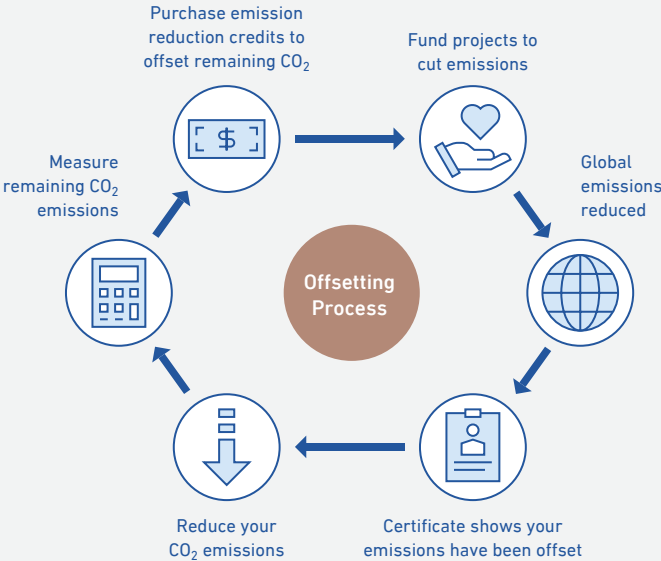 Purchase emission
reduction credits to
offset remaining CO₂
Fund projects to
cut emissions
Measure
remaining CO₂
emissions
Global
emissions
reduced
$
Offsetting
Process
Reduce your
CO₂ emissions
Certificate shows your
emissions have been offset